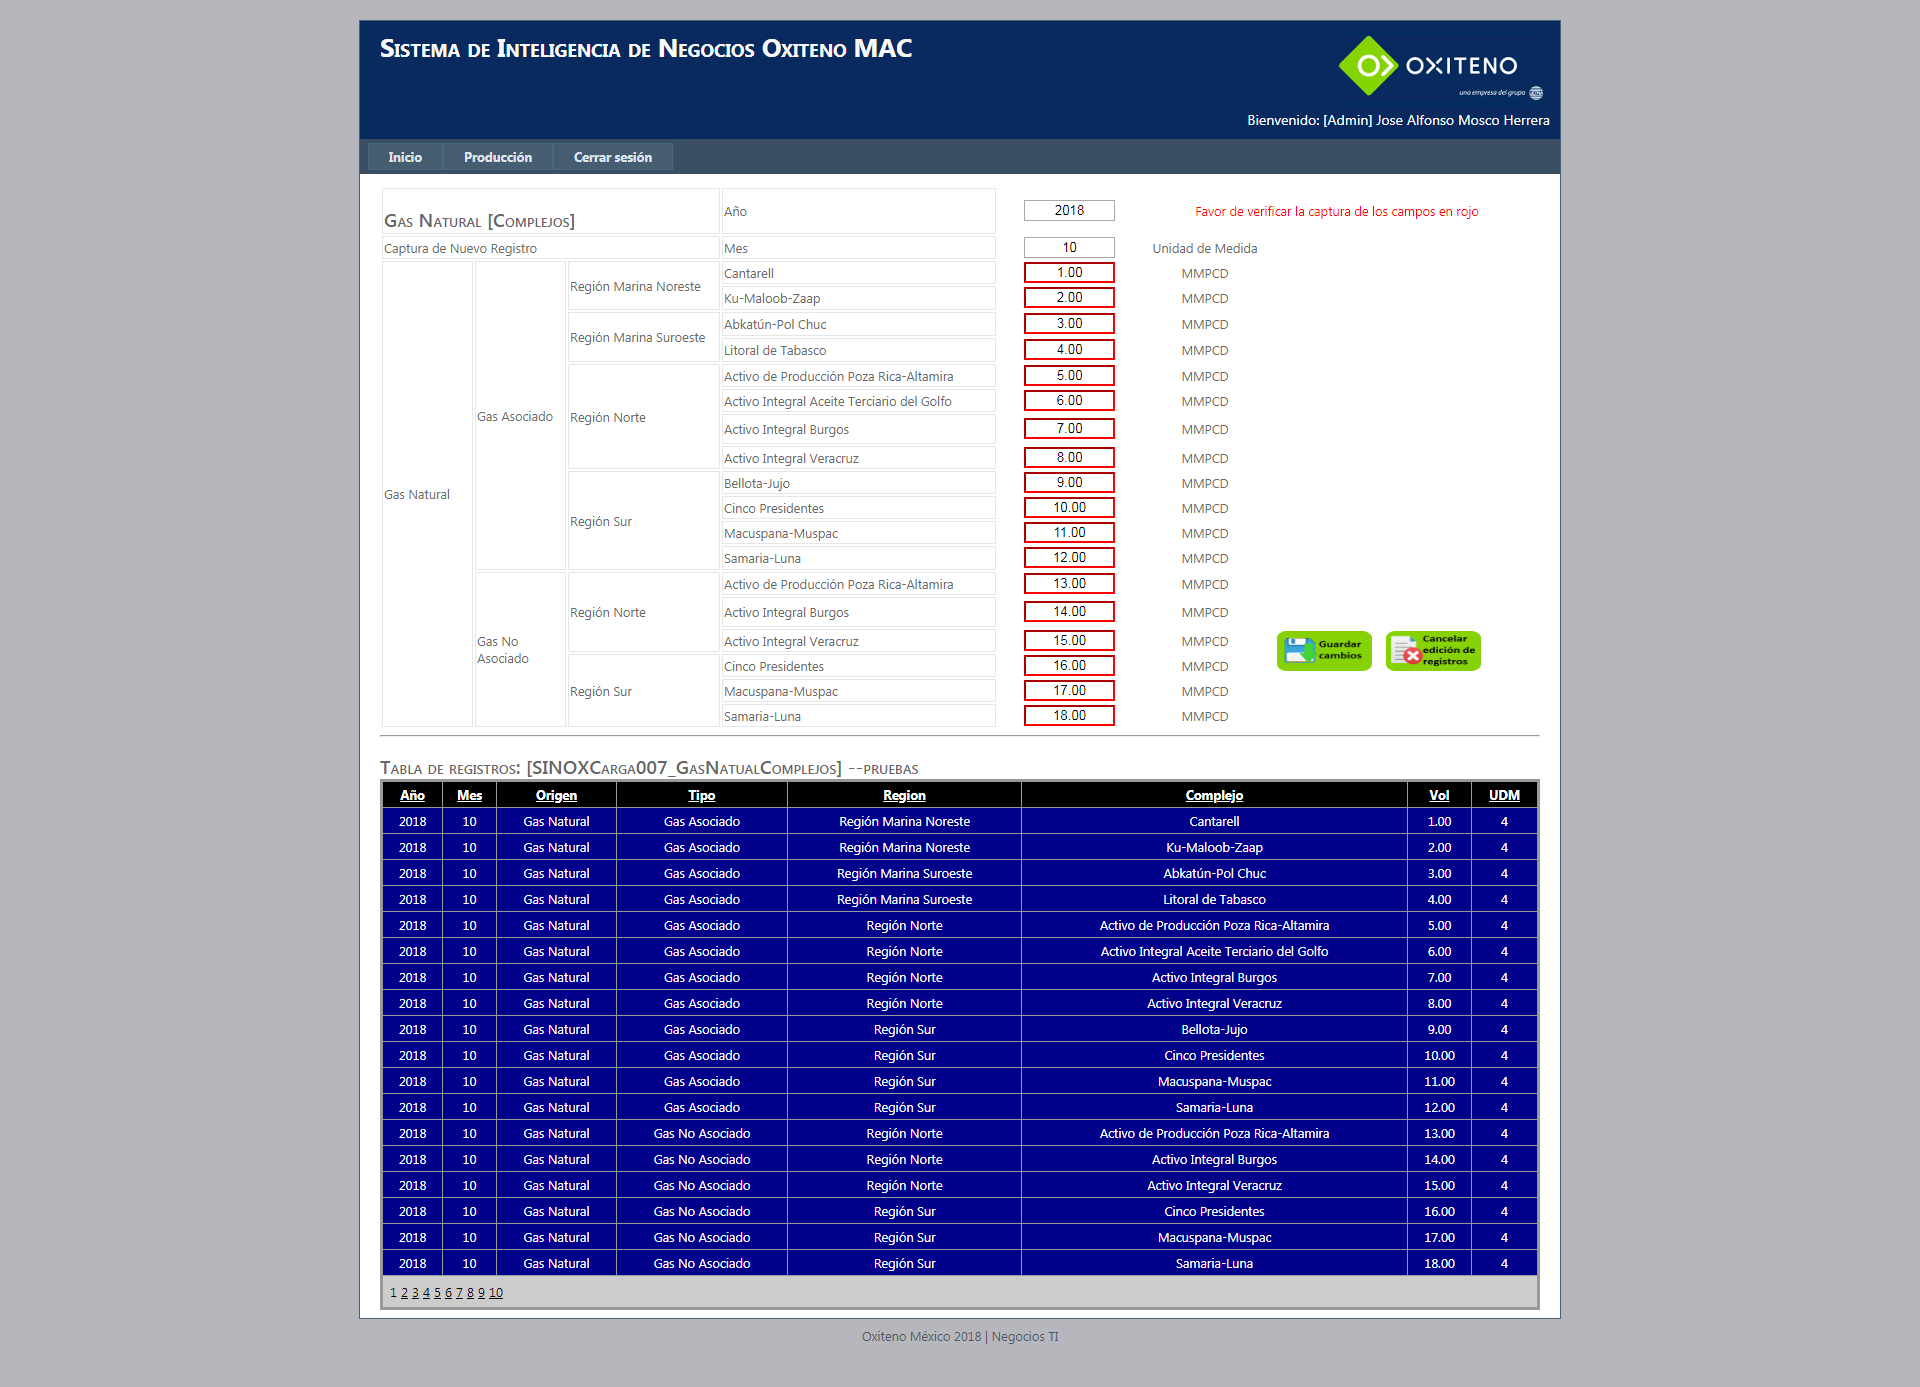 Sistema de Inteligencia de Negocios Oxiteno MAC
OXITENO
una empresa del grupo ULTRA
Bienvenido: [Admin] Jose Alfonso Mosco Herrera
Inicio Producción Cerrar sesión
Gas Natural [Complejos] Año 2018 Favor de verificar la captura de los campos en rojo
Captura de Nuevo Registro Mes 10 Unidad de Medida
Gas Natural Gas Asociado Región Marina Noreste Cantarell 1.00 MMPCD
Ku-Maloob-Zaap 2.00 MMPCD
Región Marina Suroeste Abkatún-Pol Chuc 3.00 MMPCD
Litoral de Tabasco 4.00 MMPCD
Región Norte Activo de Producción Poza Rica-Altamira 5.00 MMPCD
Activo Integral Aceite Terciario del Golfo 6.00 MMPCD
Activo Integral Burgos 7.00 MMPCD
Activo Integral Veracruz 8.00 MMPCD
Región Sur Bellota-Jujo 9.00 MMPCD
Cinco Presidentes 10.00 MMPCD
Macuspana-Muspac 11.00 MMPCD
Samaria-Luna 12.00 MMPCD
Gas No Asociado Región Norte Activo de Producción Poza Rica-Altamira 13.00 MMPCD
Activo Integral Burgos 14.00 MMPCD
Activo Integral Veracruz 15.00 MMPCD
Guardar cambios Cancelar edición de registros
Región Sur Cinco Presidentes 16.00 MMPCD
Macuspana-Muspac 17.00 MMPCD
Samaria-Luna 18.00 MMPCD
Tabla de registros: [SINOXCarga007_GasNatualComplejos] --pruebas
Año Mes Origen Tipo Region Complejo Vol UDM
2018 10 Gas Natural Gas Asociado Región Marina Noreste Cantarell 1.00 4
2018 10 Gas Natural Gas Asociado Región Marina Noreste Ku-Maloob-Zaap 2.00 4
2018 10 Gas Natural Gas Asociado Región Marina Suroeste Abkatún-Pol Chuc 3.00 4
2018 10 Gas Natural Gas Asociado Región Marina Suroeste Litoral de Tabasco 4.00 4
2018 10 Gas Natural Gas Asociado Región Norte Activo de Producción Poza Rica-Altamira 5.00 4
2018 10 Gas Natural Gas Asociado Región Norte Activo Integral Aceite Terciario del Golfo 6.00 4
2018 10 Gas Natural Gas Asociado Región Norte Activo Integral Burgos 7.00 4
2018 10 Gas Natural Gas Asociado Región Norte Activo Integral Veracruz 8.00 4
2018 10 Gas Natural Gas Asociado Región Sur Bellota-Jujo 9.00 4
2018 10 Gas Natural Gas Asociado Región Sur Cinco Presidentes 10.00 4
2018 10 Gas Natural Gas Asociado Región Sur Macuspana-Muspac 11.00 4
2018 10 Gas Natural Gas Asociado Región Sur Samaria-Luna 12.00 4
2018 10 Gas Natural Gas No Asociado Región Norte Activo de Producción Poza Rica-Altamira 13.00 4
2018 10 Gas Natural Gas No Asociado Región Norte Activo Integral Burgos 14.00 4
2018 10 Gas Natural Gas No Asociado Región Norte Activo Integral Veracruz 15.00 4
2018 10 Gas Natural Gas No Asociado Región Sur Cinco Presidentes 16.00 4
2018 10 Gas Natural Gas No Asociado Región Sur Macuspana-Muspac 17.00 4
2018 10 Gas Natural Gas No Asociado Región Sur Samaria-Luna 18.00 4
1 2 3 4 5 6 7 8 9 10
Oxiteno México 2018 | Negocios TI